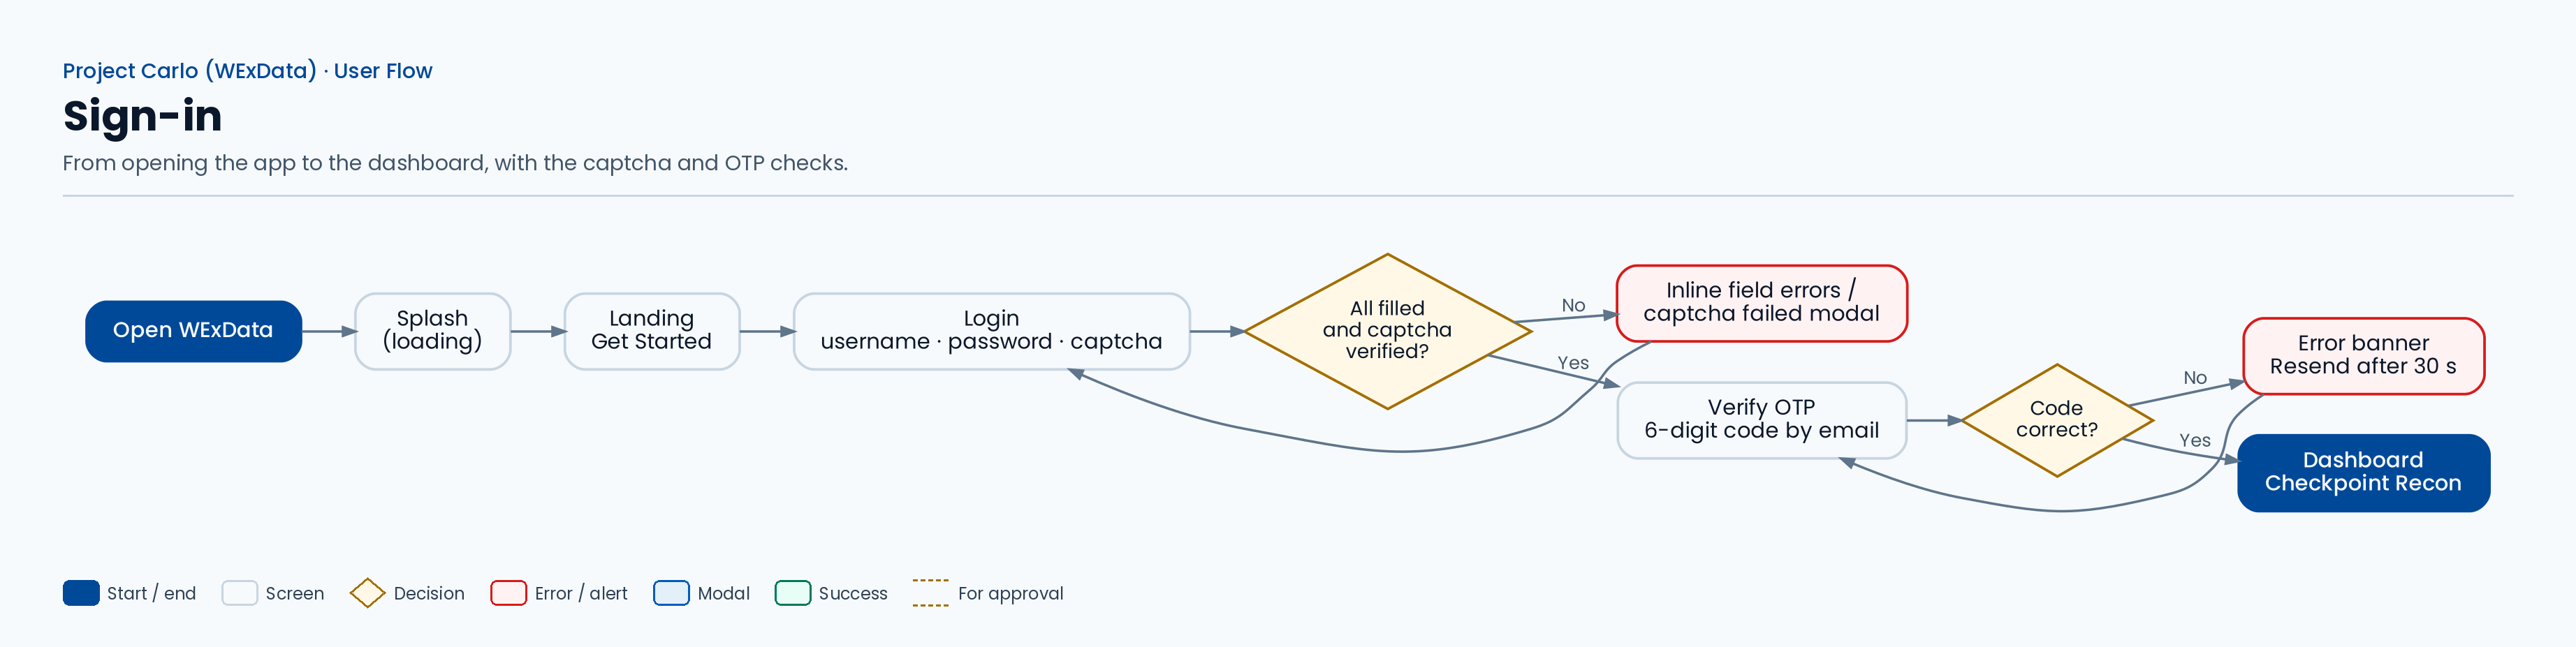 Project Carlo (WExData) · User Flow
Sign-in
From opening the app to the dashboard, with the captcha and OTP checks.
Open WExData
Splash
(loading)
Landing
Get Started
Login
username · password · captcha
All filled
and captcha
verified?
No
Inline field errors /
captcha failed modal
Yes
Verify OTP
6-digit code by email
Code
correct?
No
Error banner
Resend after 30 s
Yes
Dashboard
Checkpoint Recon
Start / end
Screen
Decision
Error / alert
Modal
Success
For approval